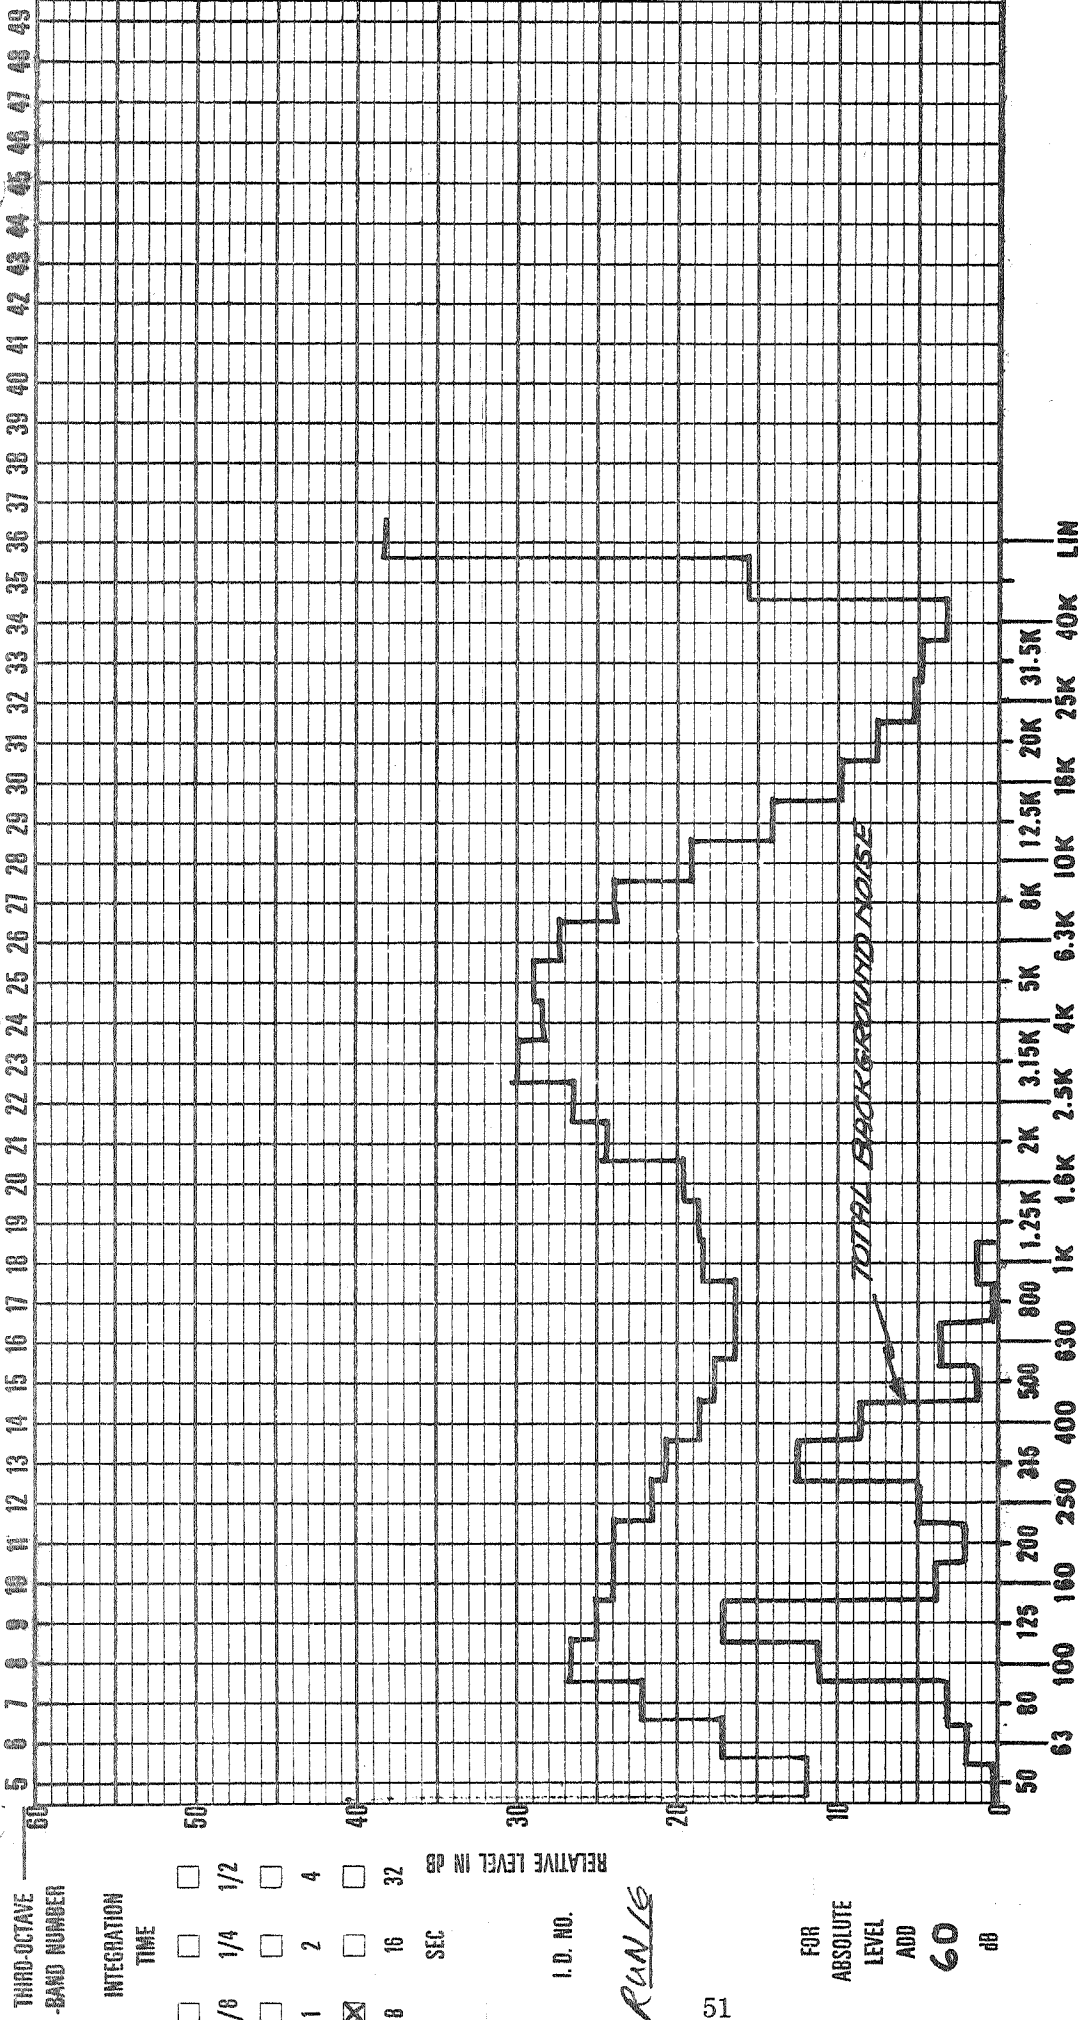 THIRD-OCTAVE
-BAND NUMBER
5 6 7 8 9 10 11 12 13 14 15 16 17 18 19 20 21 22 23 24 25 26 27 28 29 30 31 32 33 34 35 36 37 38 39 40 41 42 43 44 45 46 47 48 49
INTEGRATION
TIME
/8 1/4 1/2
1 2 4
8 16 32
SEC
RELATIVE LEVEL IN dB
60
50
40
30
20
10
0
I.D. NO.
RUN 16
FOR
ABSOLUTE
LEVEL
ADD
60
dB
TOTAL BACKGROUND NOISE
50 80 125 200 315 500 800 1.25K 2K 3.15K 5K 8K 12.5K 20K 31.5K
63 100 160 250 400 630 1K 1.6K 2.5K 4K 6.3K 10K 16K 25K 40K LIN
51